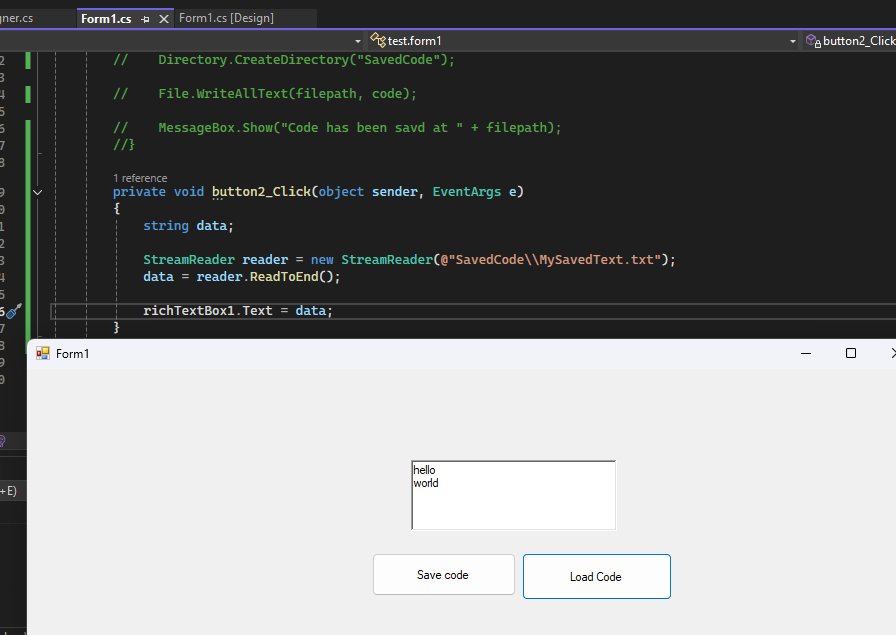 ner.cs
Form1.cs
Form1.cs [Design]
test.form1
button2_Click
//    Directory.CreateDirectory("SavedCode");
//    File.WriteAllText(filepath, code);
//    MessageBox.Show("Code has been savd at " + filepath);
//}
1 reference
private void button2_Click(object sender, EventArgs e)
{
string data;
StreamReader reader = new StreamReader(@"SavedCode\\MySavedText.txt");
data = reader.ReadToEnd();
richTextBox1.Text = data;
}
Form1
hello
world
+E)
Save code
Load Code